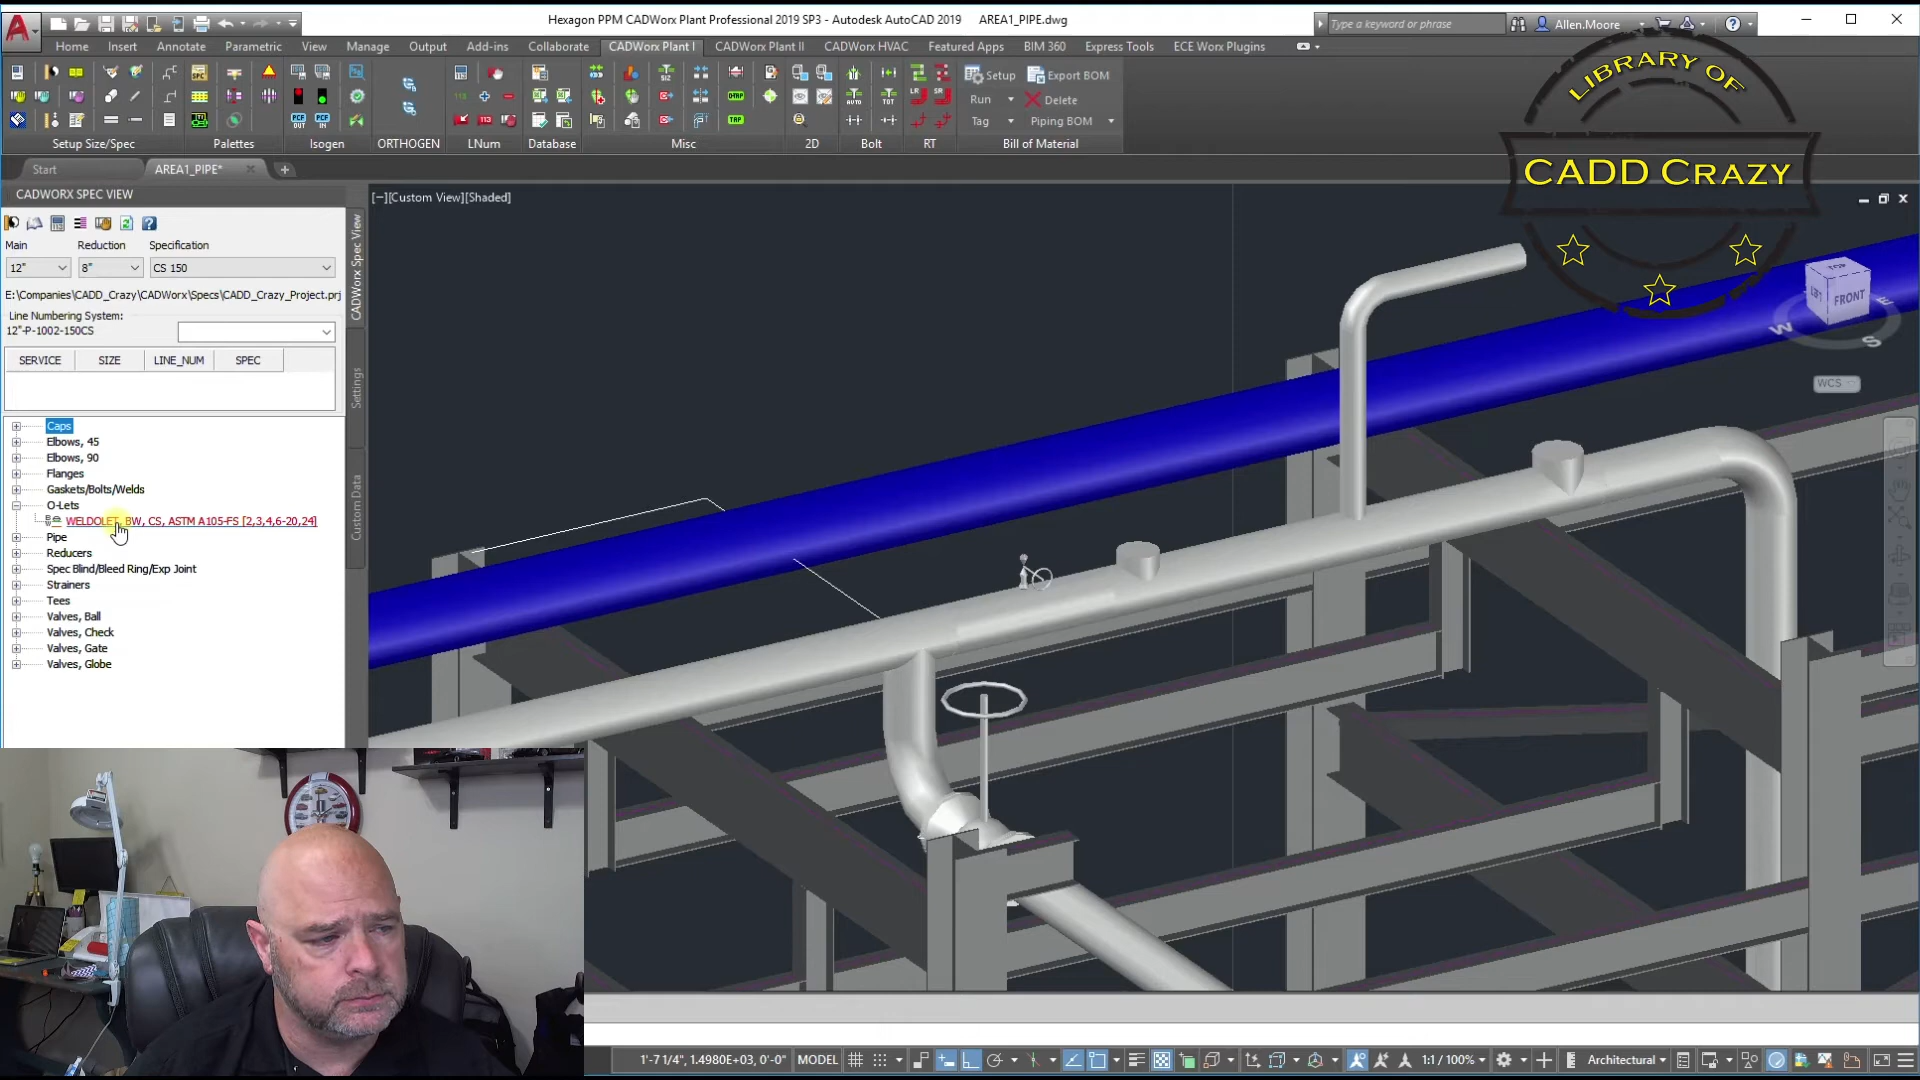 Hexagon PPM CADWorx Plant Professional 2019 SP3 - Autodesk AutoCAD 2019 AREA1_PIPE.dwg
Type a keyword or phrase
Allen.Moore
Home Insert Annotate Parametric View Manage Output Add-ins Collaborate CADWorx Plant I CADWorx Plant II CADWorx HVAC Featured Apps BIM 360 Express Tools ECE Worx Plugins
Setup Export BOM
Run Delete
Tag Piping BOM
Setup Size/Spec Palettes Isogen ORTHOGEN LNum Database Misc 2D Bolt RT Bill of Material
LIBRARY OF
CADD CRAZY
Start AREA1_PIPE*
CADWORX SPEC VIEW
[−][Custom View][Shaded]
Main Reduction Specification
12" 8" CS 150
E:\Companies\CADD_Crazy\CADWorx\Specs\CADD_Crazy_Project.prj
Line Numbering System:
12"-P-1002-150CS
SERVICE SIZE LINE_NUM SPEC
CADWorx Spec View
Settings
Custom Data
Caps
Elbows, 45
Elbows, 90
Flanges
Gaskets/Bolts/Welds
O-Lets
WELDOLET, BW, CS, ASTM A105-FS [2,3,4,6-20,24]
Pipe
Reducers
Spec Blind/Bleed Ring/Exp Joint
Strainers
Tees
Valves, Ball
Valves, Check
Valves, Gate
Valves, Globe
TOP
FRONT
W
S
E
WCS
1'-7 1/4", 1.4980E+03, 0'-0" MODEL
1:1 / 100%
Architectural